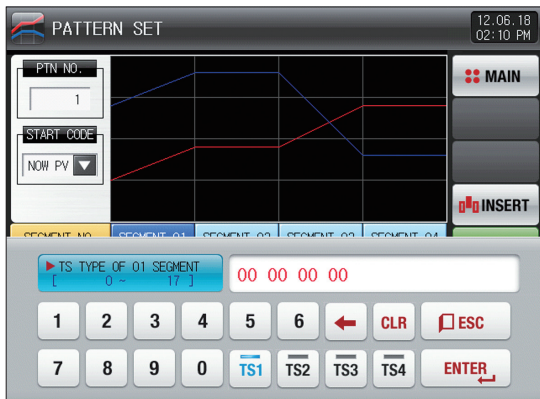 PATTERN SET
12.06.18
02:10 PM
PTN NO.
1
START CODE
NOW PV
MAIN
INSERT
SEGMENT NO. SEGMENT 01 SEGMENT 02 SEGMENT 03 SEGMENT 04
▶TS TYPE OF 01 SEGMENT
[ 0 ~ 17 ]
00 00 00 00
1 2 3 4 5 6 ← CLR ESC
7 8 9 0 TS1 TS2 TS3 TS4 ENTER